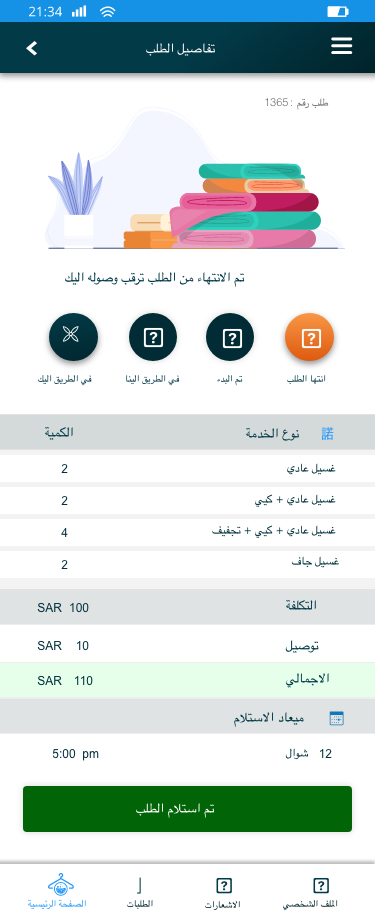 21:34
تفاصيل الطلب
طلب رقم : 1365
تم الانتهاء من الطلب ترقب وصوله اليك
انتها الطلب
تم البدء
في الطريق الينا
في الطريق اليك
諾 نوع الخدمة الكمية
غسيل عادي 2
غسيل عادي + كيي 2
غسيل عادي + كيي + تجفيف 4
غسيل جاف 2
التكلفة 100 SAR
توصيل 10 SAR
الاجمالي 110 SAR
ميعاد الاستلام
12 شوال 5:00 pm
تم استلام الطلب
الملف الشخصي
الاشعارات
الطلبات
الصفحة الرئيسية